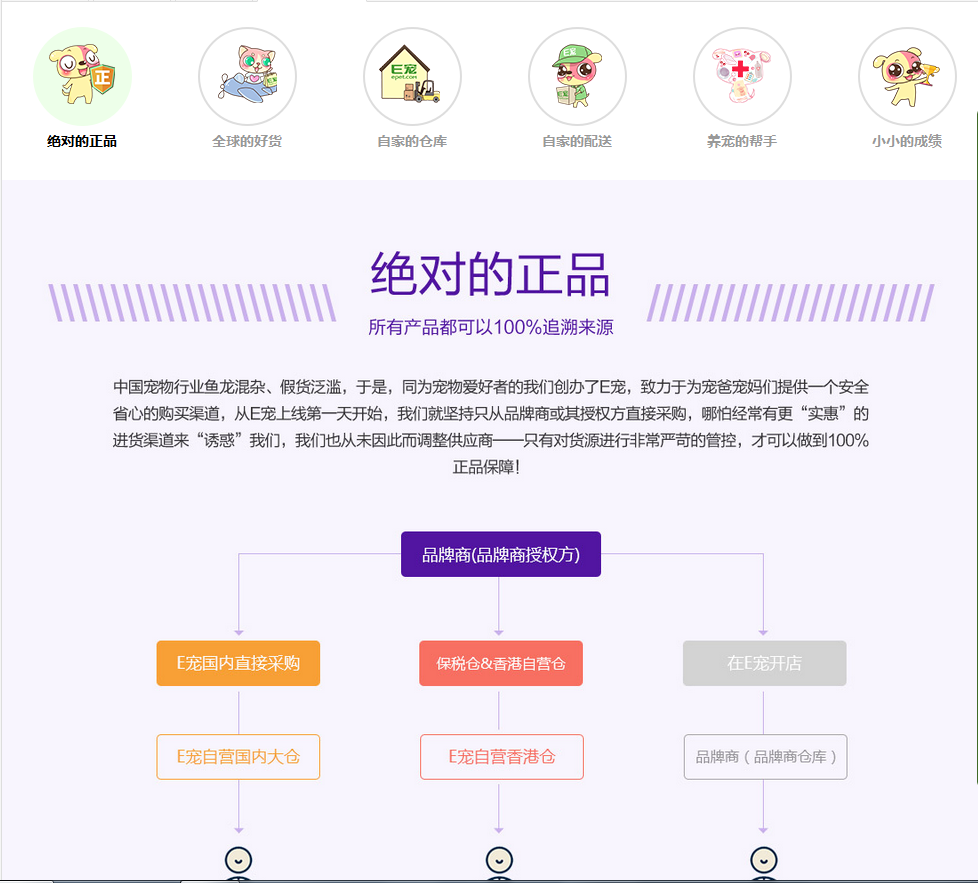 正
E宠
epet.com
绝对的正品
全球的好货
自家的仓库
自家的配送
养宠的帮手
小小的成绩
绝对的正品
所有产品都可以100%追溯来源
中国宠物行业鱼龙混杂、假货泛滥，于是，同为宠物爱好者的我们创办了E宠，致力于为宠爸宠妈们提供一个安全
省心的购买渠道，从E宠上线第一天开始，我们就坚持只从品牌商或其授权方直接采购，哪怕经常有更“实惠”的
进货渠道来“诱惑”我们，我们也从未因此而调整供应商——只有对货源进行非常严苛的管控，才可以做到100%
正品保障！
品牌商(品牌商授权方)
E宠国内直接采购
保税仓&香港自营仓
在E宠开店
E宠自营国内大仓
E宠自营香港仓
品牌商（品牌商仓库）